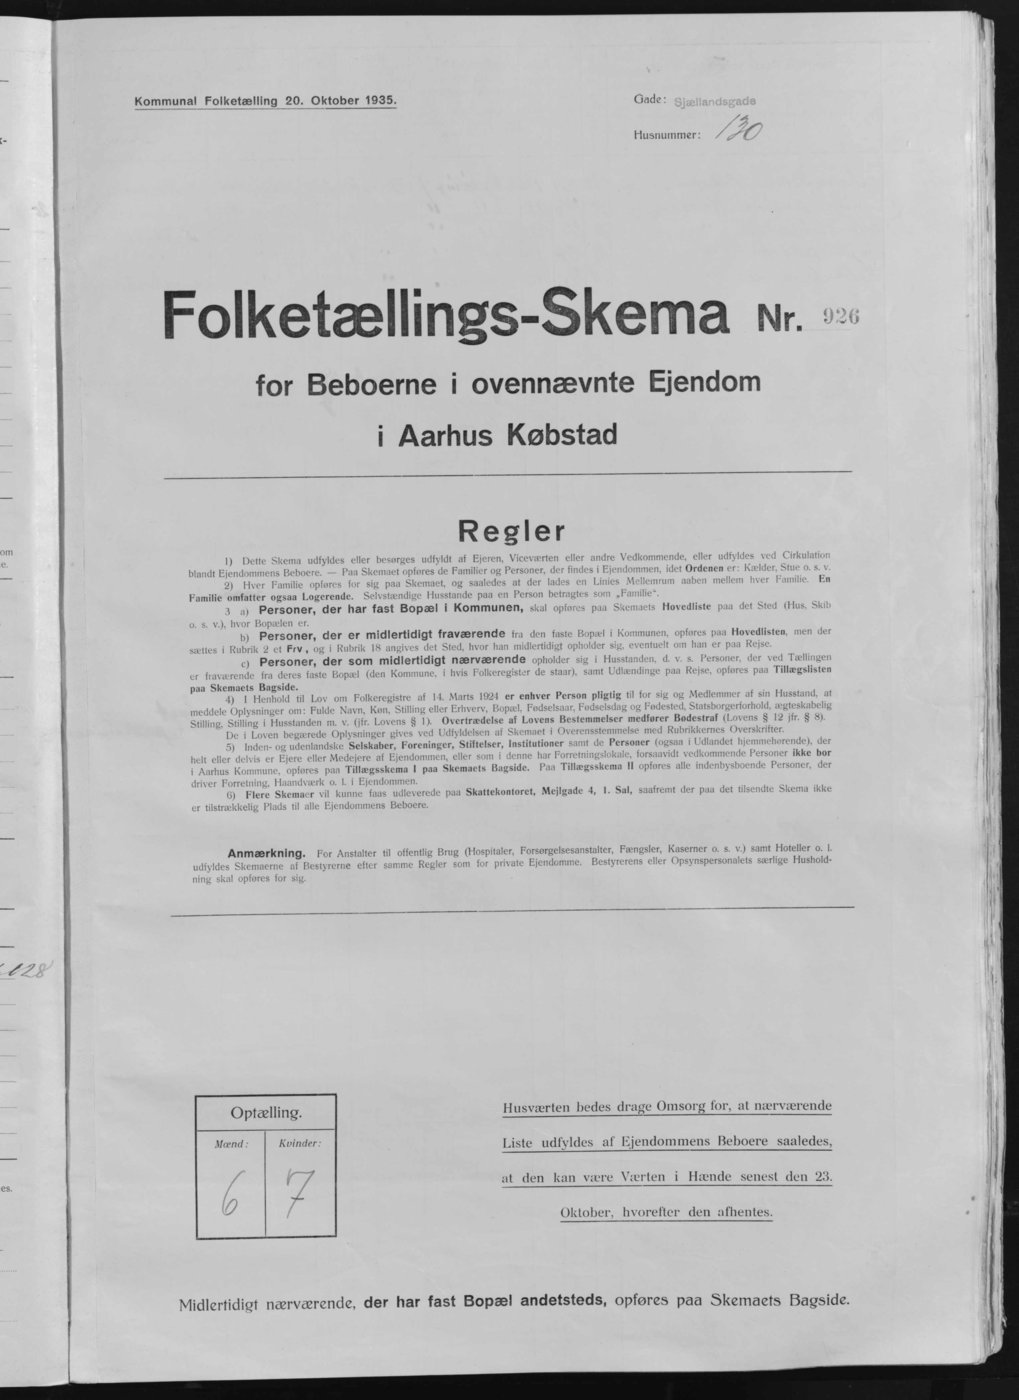 Kommunal Folketælling 20. Oktober 1935.
Gade: Sjællandsgade
Husnummer: 130
Folketællings-Skema Nr. 926
for Beboerne i ovennævnte Ejendom
i Aarhus Købstad
Regler
1) Dette Skema udfyldes eller besørges udfyldt af Ejeren, Viceværten eller andre Vedkommende, eller udfyldes ved Cirkulation
blandt Ejendommens Beboere. — Paa Skemaet opføres de Familier og Personer, der findes i Ejendommen, idet Ordenen er: Kælder, Stue o. s. v.
2) Hver Familie opføres for sig paa Skemaet, og saaledes at der lades en Linies Mellemrum aaben mellem hver Familie. En
Familie omfatter ogsaa Logerende. Selvstændige Husstande paa en Person betragtes som „Familie“.
3 a) Personer, der har fast Bopæl i Kommunen, skal opføres paa Skemaets Hovedliste paa det Sted (Hus, Skib
o. s. v.), hvor Bopælen er.
b) Personer, der er midlertidigt fraværende fra den faste Bopæl i Kommunen, opføres paa Hovedlisten, men der
sættes i Rubrik 2 et Frv, og i Rubrik 18 angives det Sted, hvor han midlertidigt opholder sig, eventuelt om han er paa Rejse.
c) Personer, der som midlertidigt nærværende opholder sig i Husstanden, d. v. s. Personer, der ved Tællingen
er fraværende fra deres faste Bopæl (den Kommune, i hvis Folkeregister de staar), samt Udlændinge paa Rejse, opføres paa Tillægslisten
paa Skemaets Bagside.
4) I Henhold til Lov om Folkeregistre af 14. Marts 1924 er enhver Person pligtig til for sig og Medlemmer af sin Husstand, at
meddele Oplysninger om: Fulde Navn, Køn, Stilling eller Erhverv, Bopæl, Fødselsaar, Fødselsdag og Fødested, Statsborgerforhold, ægteskabelig
Stilling, Stilling i Husstanden m. v. (jfr. Lovens § 1). Overtrædelse af Lovens Bestemmelser medfører Bødestraf (Lovens § 12 jfr. § 8).
De i Loven begærede Oplysninger gives ved Udfyldelsen af Skemaet i Overensstemmelse med Rubrikkernes Overskrifter.
5) Inden- og udenlandske Selskaber, Foreninger, Stiftelser, Institutioner samt de Personer (ogsaa i Udlandet hjemmehørende), der
helt eller delvis er Ejere eller Medejere af Ejendommen, eller som i denne har Forretningslokale, forsaavidt vedkommende Personer ikke bor
i Aarhus Kommune, opføres paa Tillægsskema I paa Skemaets Bagside. Paa Tillægsskema II opføres alle indenbysboende Personer, der
driver Forretning, Haandværk o. l. i Ejendommen.
6) Flere Skemaer vil kunne faas udleverede paa Skattekontoret, Mejlgade 4, 1. Sal, saafremt der paa det tilsendte Skema ikke
er tilstrækkelig Plads til alle Ejendommens Beboere.
Anmærkning. For Anstalter til offentlig Brug (Hospitaler, Forsørgelsesanstalter, Fængsler, Kaserner o. s. v.) samt Hoteller o. l.
udfyldes Skemaerne af Bestyrerne efter samme Regler som for private Ejendomme. Bestyrerens eller Opsynspersonalets særlige Hushold-
ning skal opføres for sig.
128
Optælling.
Mænd: Kvinder:
6 7
Husværten bedes drage Omsorg for, at nærværende
Liste udfyldes af Ejendommens Beboere saaledes,
at den kan være Værten i Hænde senest den 23.
Oktober, hvorefter den afhentes.
Midlertidigt nærværende, der har fast Bopæl andetsteds, opføres paa Skemaets Bagside.